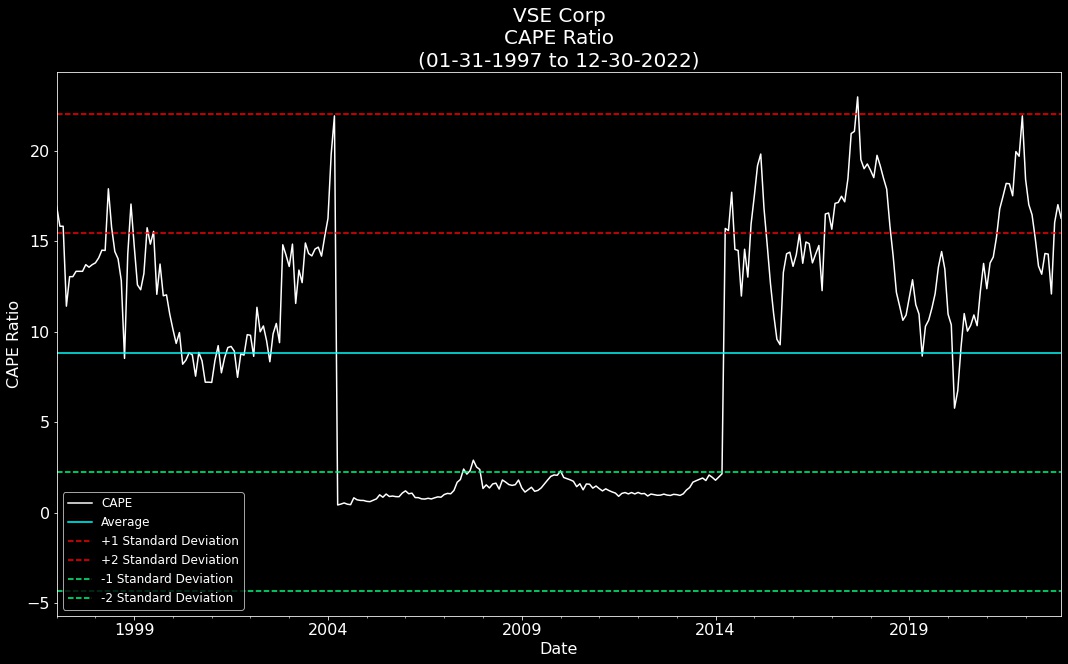 VSE Corp
CAPE Ratio
(01-31-1997 to 12-30-2022)
CAPE Ratio
20
15
10
5
0
−5
CAPE
Average
+1 Standard Deviation
+2 Standard Deviation
-1 Standard Deviation
-2 Standard Deviation
1999
2004
2009
2014
2019
Date